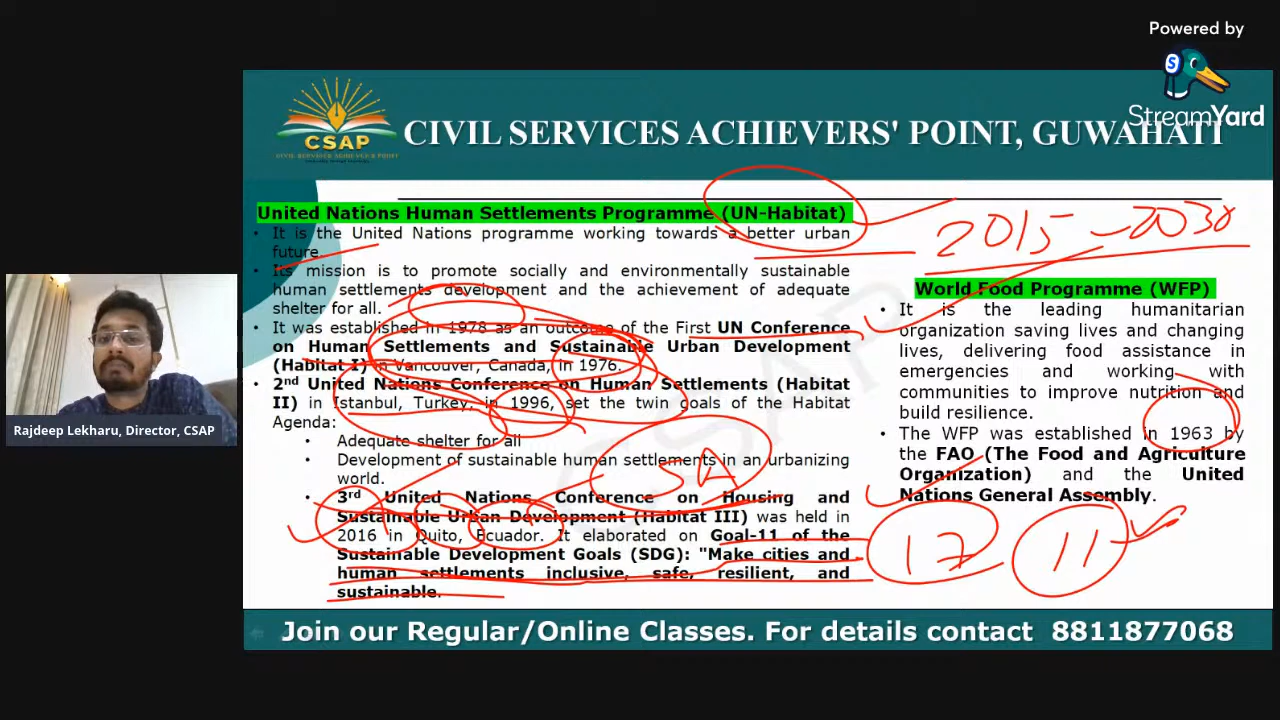 Powered by
StreamYard
CSAP
CIVIL SERVICES ACHIEVERS' POINT, GUWAHATI
United Nations Human Settlements Programme (UN-Habitat)
• It is the United Nations programme working towards a better urban
future.
• Its mission is to promote socially and environmentally sustainable
human settlements development and the achievement of adequate
shelter for all.
• It was established in 1978 as an outcome of the First UN Conference
on Human Settlements and Sustainable Urban Development
(Habitat I) in Vancouver, Canada, in 1976.
• 2nd United Nations Conference on Human Settlements (Habitat
II) in Istanbul, Turkey, in 1996, set the twin goals of the Habitat
Agenda:
• Adequate shelter for all
• Development of sustainable human settlements in an urbanizing
world.
• 3rd United Nations Conference on Housing and
Sustainable Urban Development (Habitat III) was held in
2016 in Quito, Ecuador. It elaborated on Goal-11 of the
Sustainable Development Goals (SDG): "Make cities and
human settlements inclusive, safe, resilient, and
sustainable.
SA
2015 - 2030
World Food Programme (WFP)
• It is the leading humanitarian
organization saving lives and changing
lives, delivering food assistance in
emergencies and working with
communities to improve nutrition and
build resilience.
• The WFP was established in 1963 by
the FAO (The Food and Agriculture
Organization) and the United
Nations General Assembly.
17 11
Rajdeep Lekharu, Director, CSAP
Join our Regular/Online Classes. For details contact 8811877068